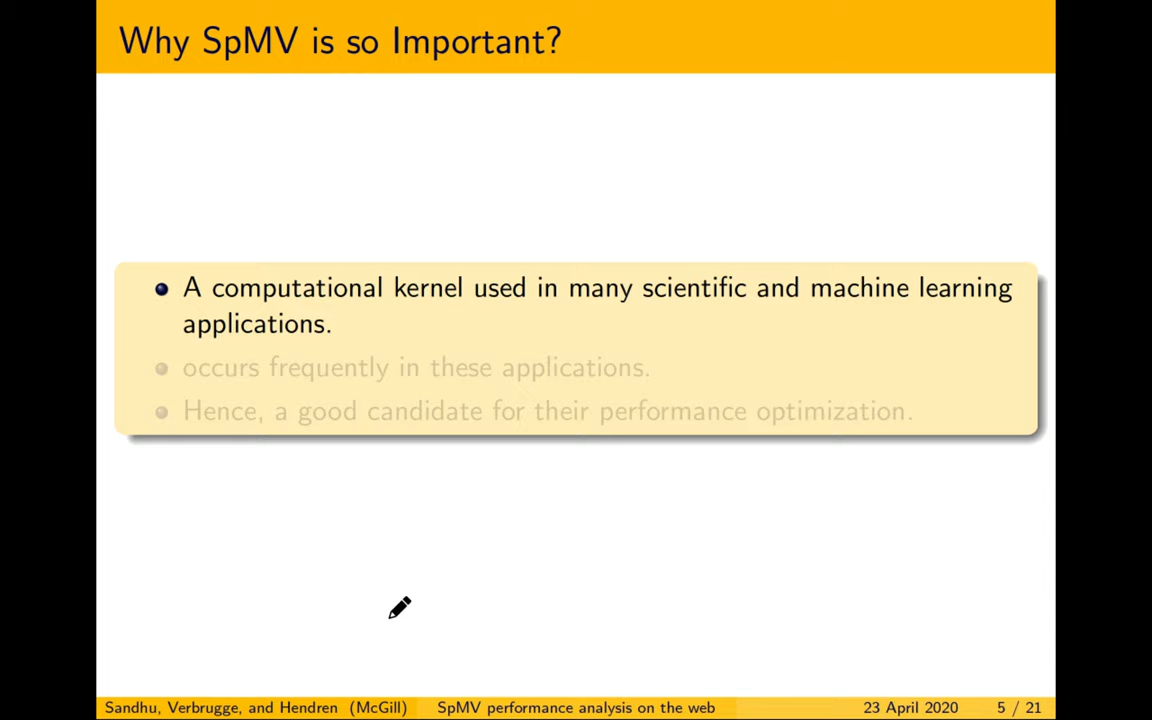 Why SpMV is so Important?
A computational kernel used in many scientific and machine learning
applications.
occurs frequently in these applications.
Hence, a good candidate for their performance optimization.
Sandhu, Verbrugge, and Hendren (McGill) SpMV performance analysis on the web 23 April 2020 5 / 21